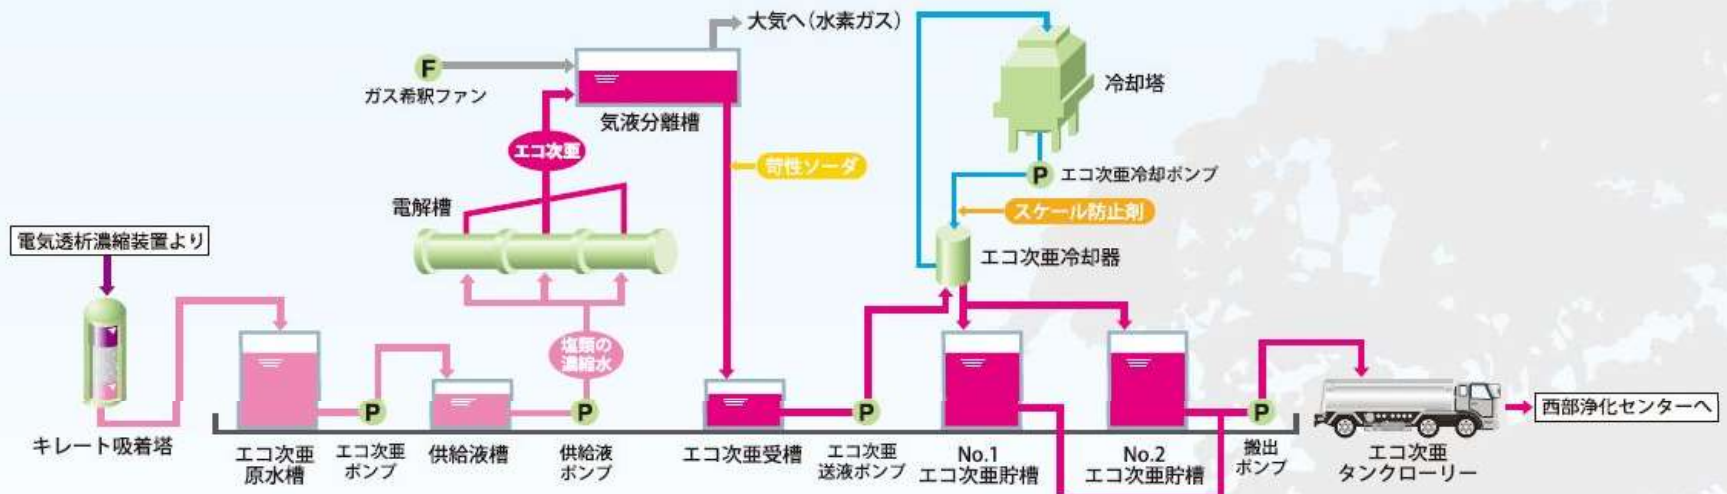 大気へ(水素ガス)
F
ガス希釈ファン
気液分離槽
冷却塔
エコ次亜
苛性ソーダ
P
エコ次亜冷却ポンプ
電解槽
スケール防止剤
電気透析濃縮装置より
エコ次亜冷却器
塩類の
濃縮水
P
P
P
P
西部浄化センターへ
キレート吸着塔
エコ次亜
原水槽
エコ次亜
ポンプ
供給液槽
供給液
ポンプ
エコ次亜受槽
エコ次亜
送液ポンプ
No.1
エコ次亜貯槽
No.2
エコ次亜貯槽
搬出
ポンプ
エコ次亜
タンクローリー